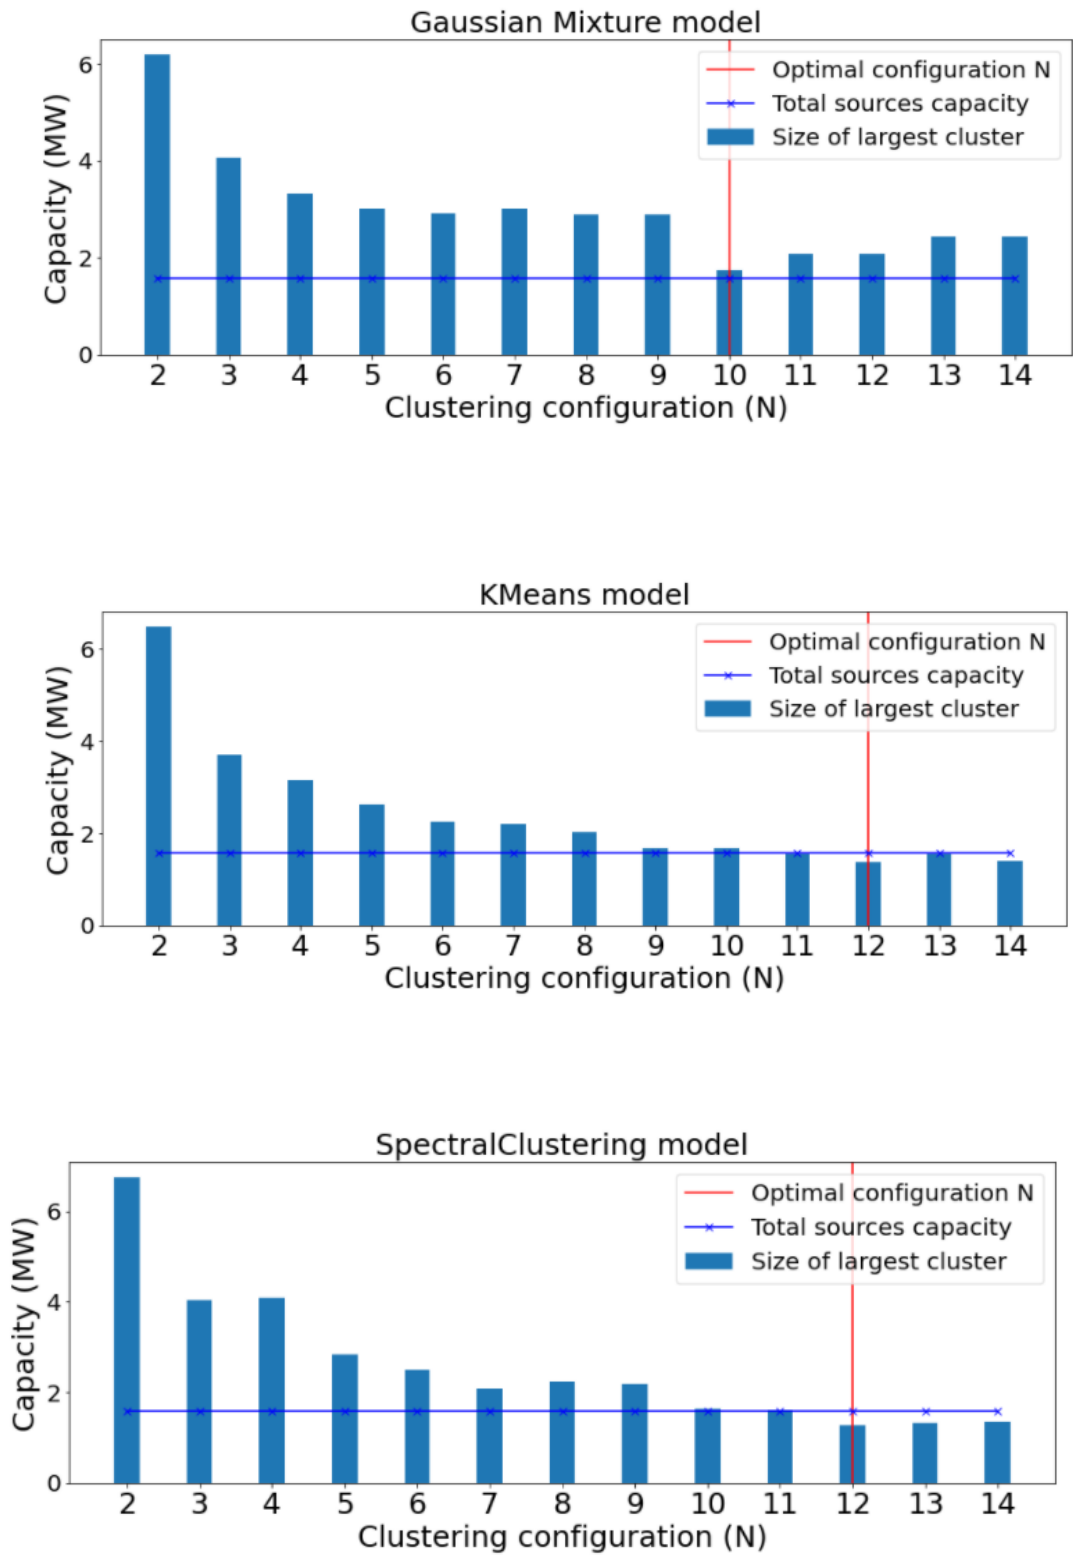 Gaussian Mixture model
Capacity (MW)
6
4
2
0
Optimal configuration N
Total sources capacity
Size of largest cluster
2 3 4 5 6 7 8 9 10 11 12 13 14
Clustering configuration (N)
KMeans model
Capacity (MW)
6
4
2
0
Optimal configuration N
Total sources capacity
Size of largest cluster
2 3 4 5 6 7 8 9 10 11 12 13 14
Clustering configuration (N)
SpectralClustering model
Capacity (MW)
6
4
2
0
Optimal configuration N
Total sources capacity
Size of largest cluster
2 3 4 5 6 7 8 9 10 11 12 13 14
Clustering configuration (N)